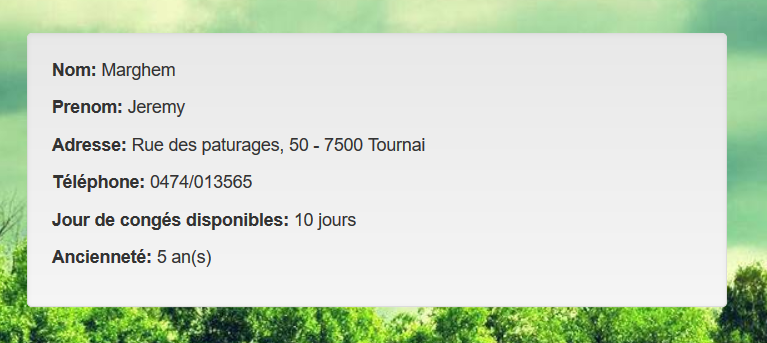 Nom: Marghem
Prenom: Jeremy
Adresse: Rue des paturages, 50 - 7500 Tournai
Téléphone: 0474/013565
Jour de congés disponibles: 10 jours
Ancienneté: 5 an(s)